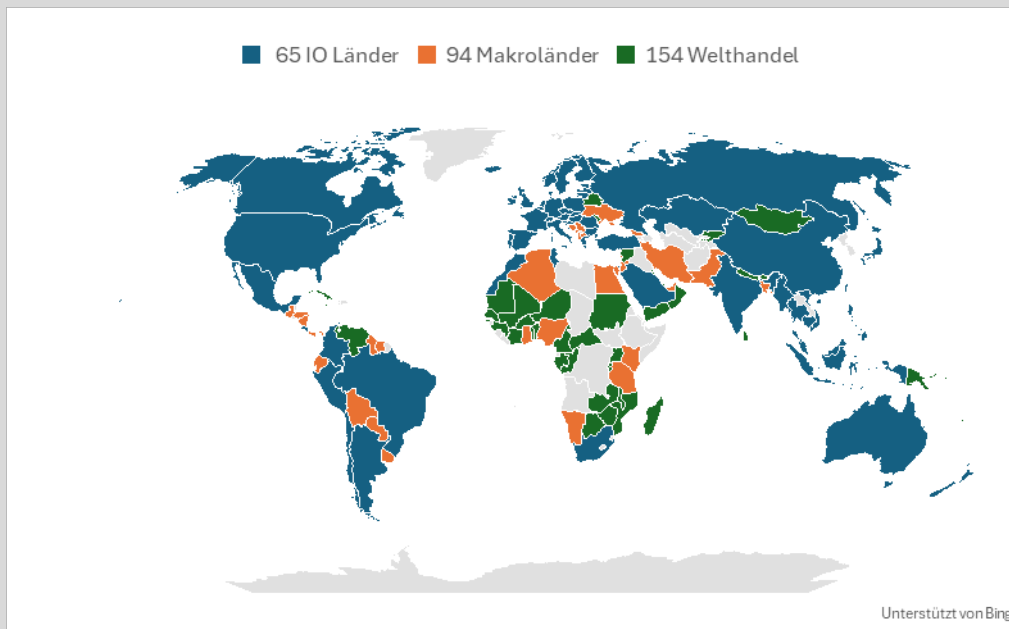 65 IO Länder 94 Makroländer 154 Welthandel
Unterstützt von Bing